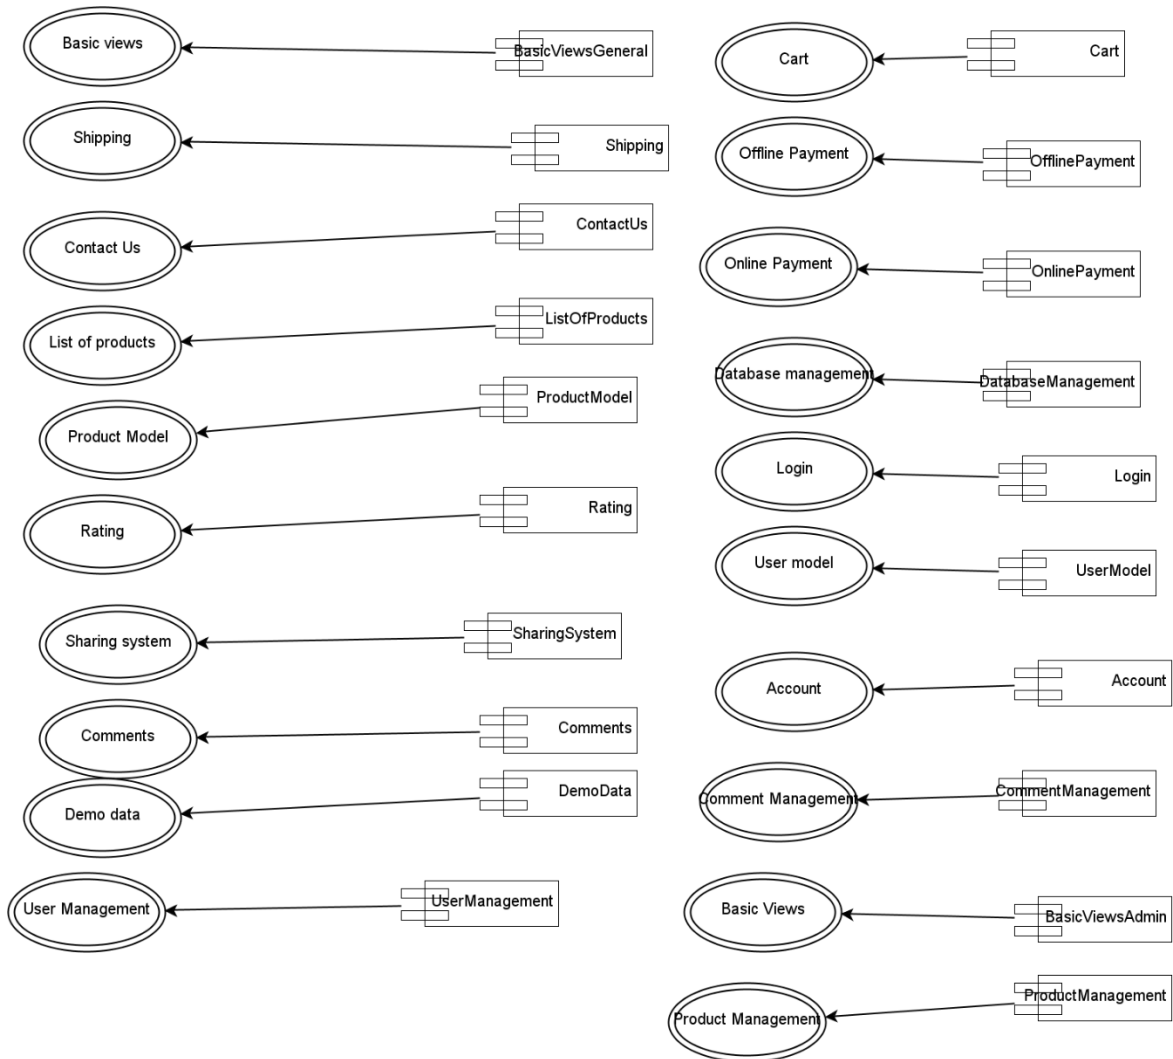 Basic views
BasicViewsGeneral
Shipping
Shipping
Contact Us
ContactUs
List of products
ListOfProducts
Product Model
ProductModel
Rating
Rating
Sharing system
SharingSystem
Comments
Comments
Demo data
DemoData
User Management
UserManagement
Cart
Cart
Offline Payment
OfflinePayment
Online Payment
OnlinePayment
Database management
DatabaseManagement
Login
Login
User model
UserModel
Account
Account
Comment Management
CommentManagement
Basic Views
BasicViewsAdmin
Product Management
ProductManagement